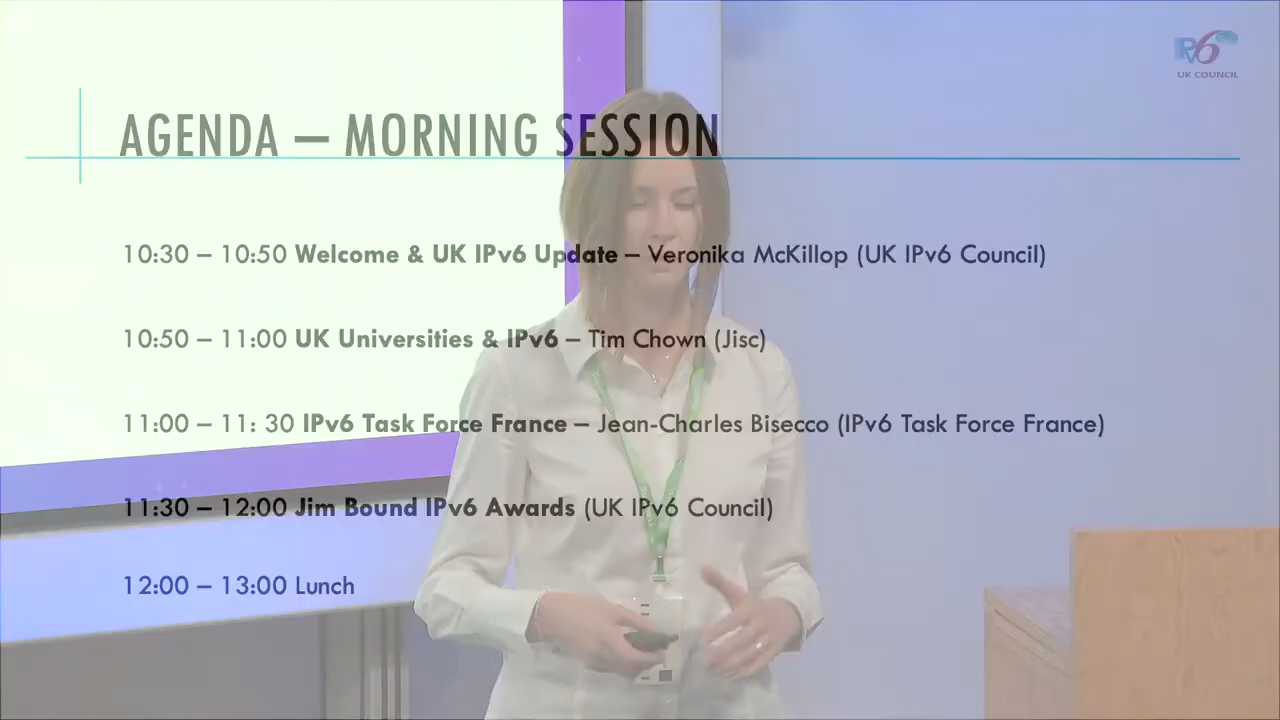 IPv6
UK COUNCIL
AGENDA – MORNING SESSION
10:30 – 10:50 Welcome & UK IPv6 Update – Veronika McKillop (UK IPv6 Council)
10:50 – 11:00 UK Universities & IPv6 – Tim Chown (Jisc)
11:00 – 11: 30 IPv6 Task Force France – Jean-Charles Bisecco (IPv6 Task Force France)
11:30 – 12:00 Jim Bound IPv6 Awards (UK IPv6 Council)
12:00 – 13:00 Lunch